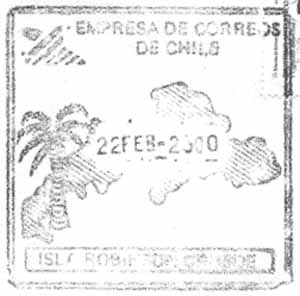 EMPRESA DE CORREOS
DE CHILE
22FEB-2000
ISLA ROBINSON CRUSOE